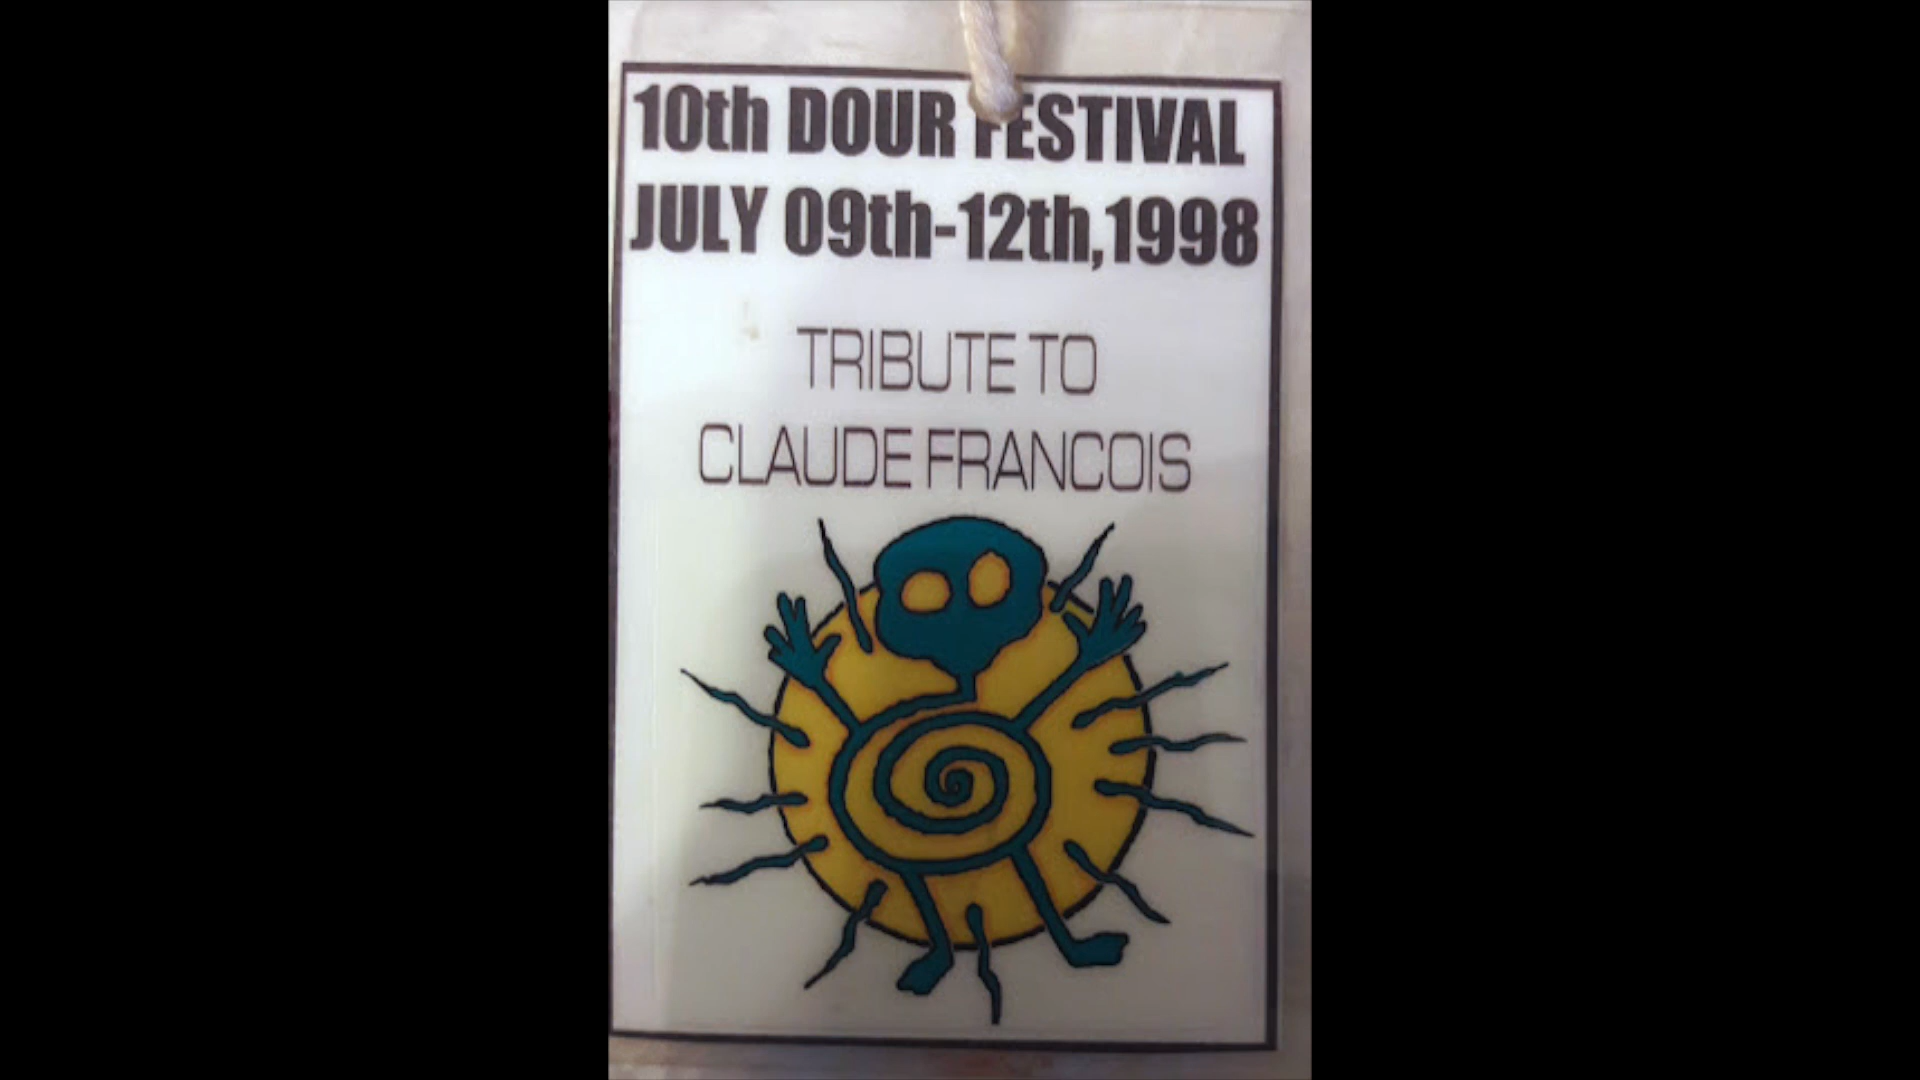 10th DOUR FESTIVAL
JULY 09th-12th,1998
TRIBUTE TO
CLAUDE FRANCOIS